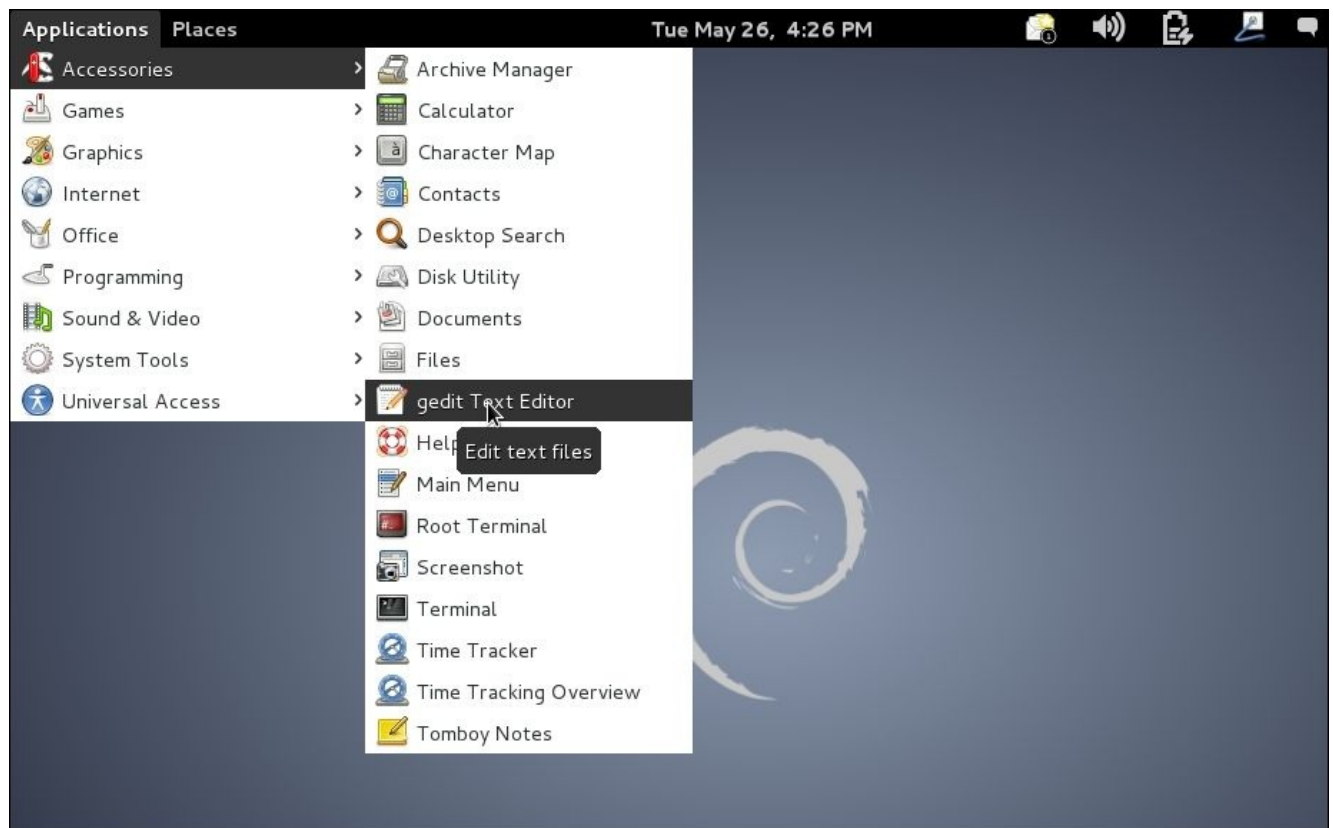 Applications Places Tue May 26, 4:26 PM
Accessories
Games
Graphics
Internet
Office
Programming
Sound & Video
System Tools
Universal Access
Archive Manager
Calculator
Character Map
Contacts
Desktop Search
Disk Utility
Documents
Files
gedit Text Editor
Help
Edit text files
Main Menu
Root Terminal
Screenshot
Terminal
Time Tracker
Time Tracking Overview
Tomboy Notes